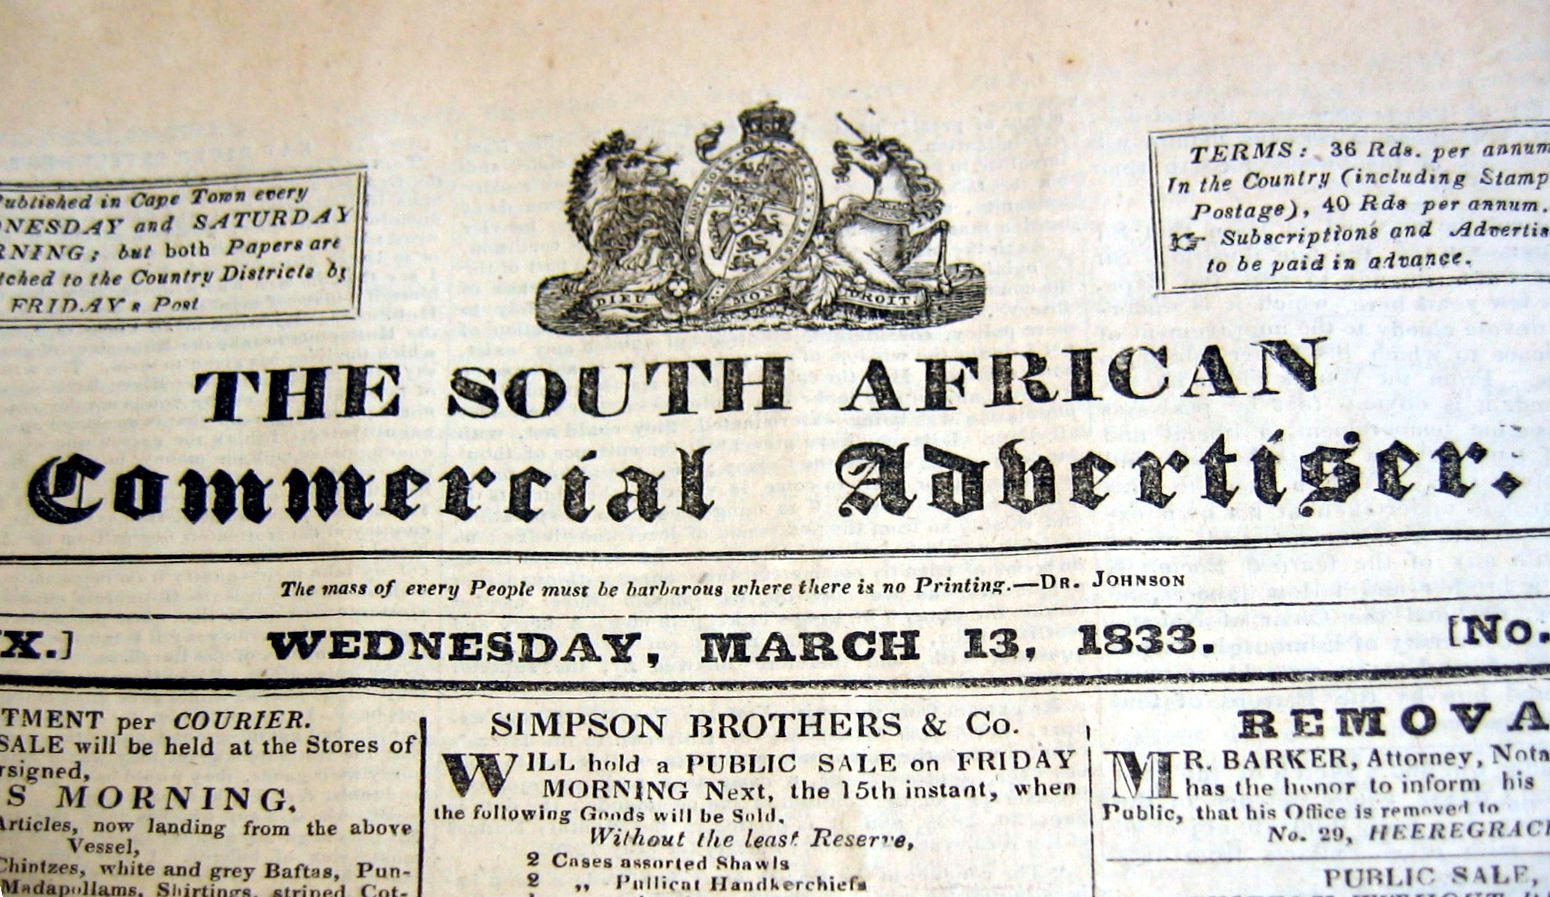 Published in Cape Town every
NESDAY and SATURDAY
RNING; but both Papers are
tched to the Country Districts by
FRIDAY's Post
DIEU ET MON DROIT
TERMS: 36 Rds. per annum
In the Country (including Stamp
Postage), 40 Rds per annum.
☞ Subscriptions and Advertis
to be paid in advance.
THE SOUTH AFRICAN
Commercial Advertiser.
The mass of every People must be barbarous where there is no Printing.—DR. JOHNSON
X.] WEDNESDAY, MARCH 13, 1833. [No.
TMENT per COURIER.
SALE will be held at the Stores of
rsigned,
S MORNING,
Articles, now landing from the above
Vessel,
Chintzes, white and grey Baftas, Pun-
Madapollams, Shirtings, striped Cot-
SIMPSON BROTHERS & Co.
WILL hold a PUBLIC SALE on FRIDAY
MORNING Next, the 15th instant, when
the following Goods will be Sold,
Without the least Reserve,
2 Cases assorted Shawls
2 ,, Pullicat Handkerchiefs
REMOVA
MR. BARKER, Attorney, Nota
has the honor to inform his
Public, that his Office is removed to
No. 29, HEEREGRACH
PUBLIC SALE,